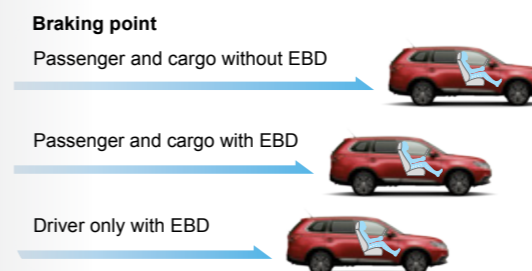 Braking point
Passenger and cargo without EBD
Passenger and cargo with EBD
Driver only with EBD